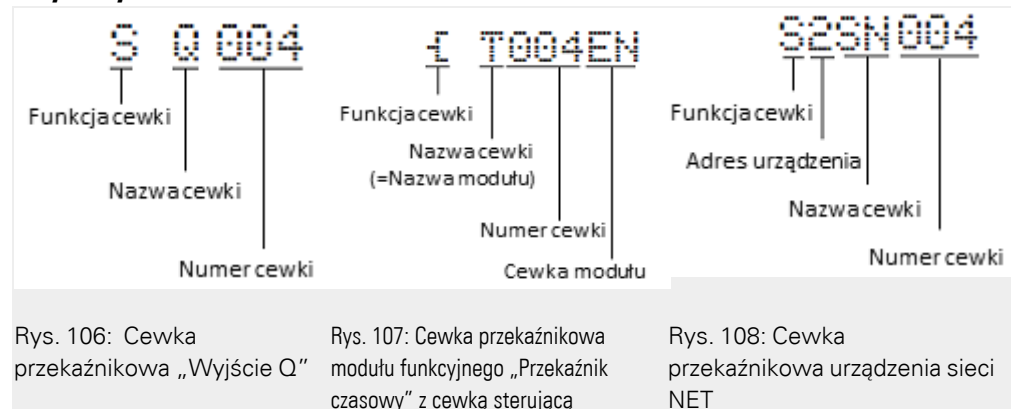 S Q 004
Funkcja cewki
Nazwa cewki
Numer cewki
Rys. 106: Cewka
przekaźnikowa „Wyjście Q”
T004EN
Funkcja cewki
Nazwa cewki
(=Nazwa modułu)
Numer cewki
Cewka modułu
Rys. 107: Cewka przekaźnikowa
modułu funkcyjnego „Przekaźnik
czasowy” z cewką sterującą
S2SN004
Funkcja cewki
Adres urządzenia
Nazwa cewki
Numer cewki
Rys. 108: Cewka
przekaźnikowa urządzenia sieci
NET